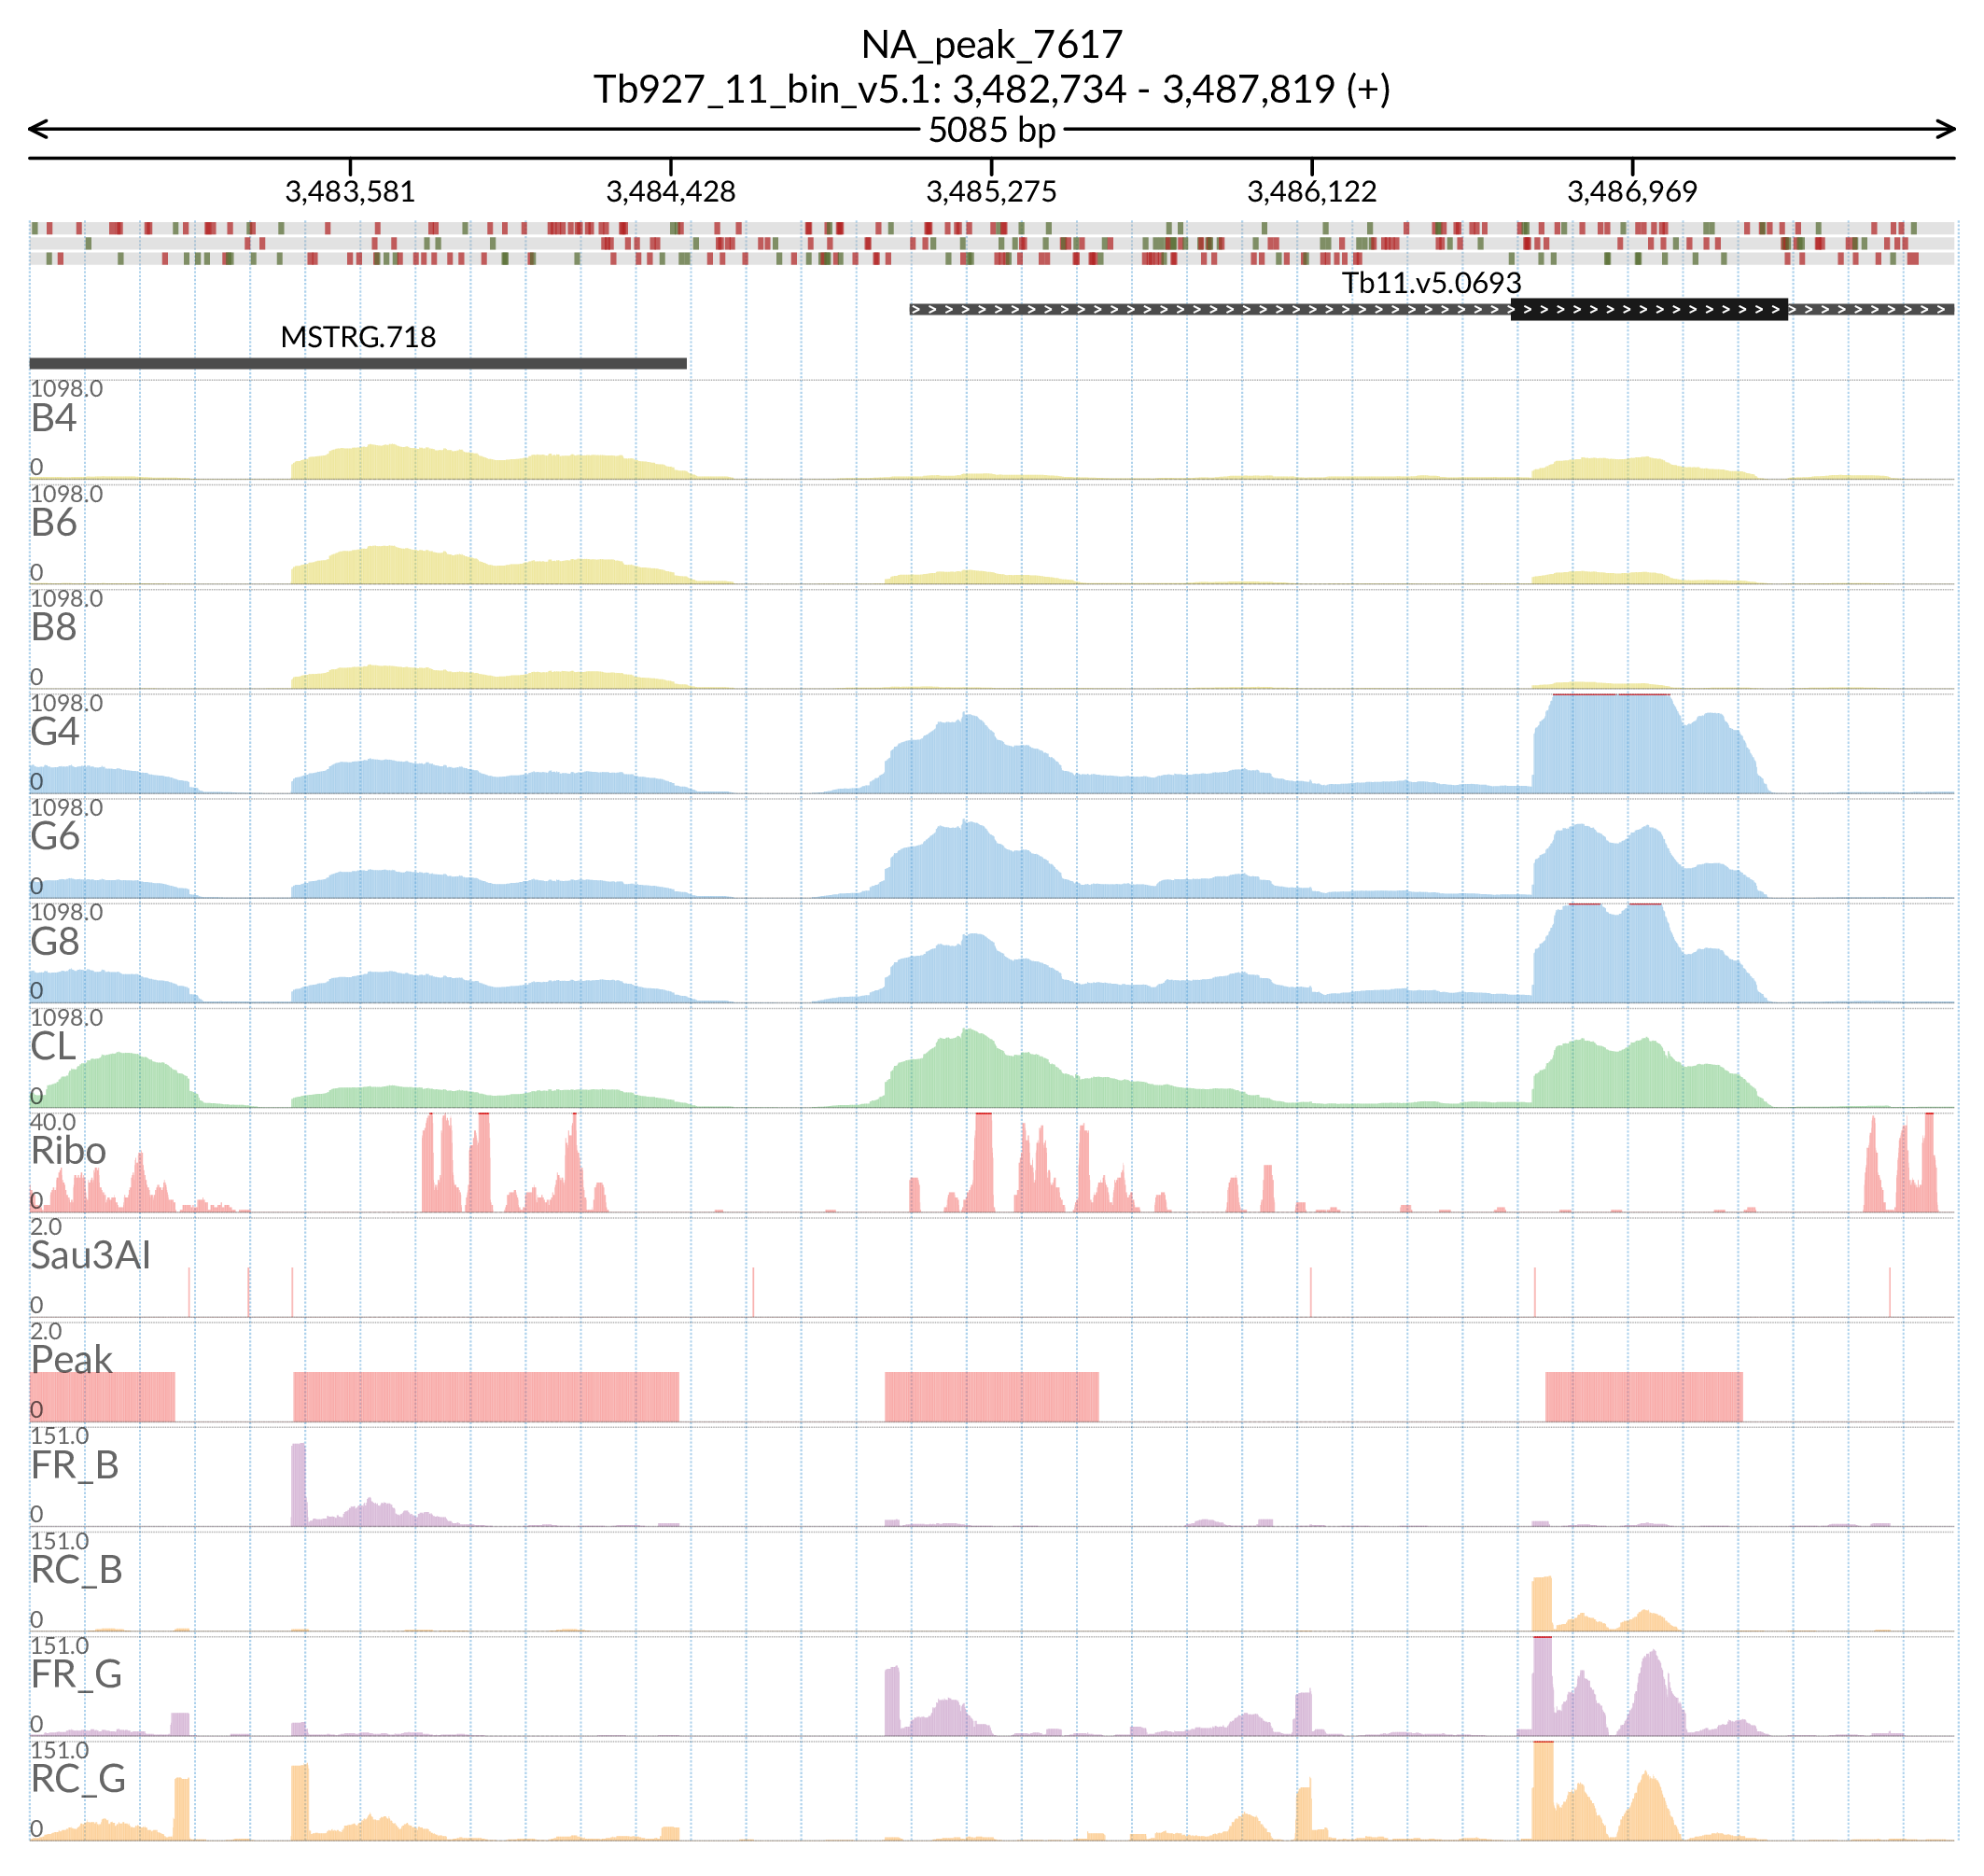 NA_peak_7617
Tb927_11_bin_v5.1: 3,482,734 - 3,487,819 (+)
5085 bp
3,483,581 3,484,428 3,485,275 3,486,122 3,486,969
Tb11.v5.0693
MSTRG.718
1098.0
B4
0
1098.0
B6
0
1098.0
B8
0
1098.0
G4
0
1098.0
G6
0
1098.0
G8
0
1098.0
CL
0
40.0
Ribo
0
2.0
Sau3AI
0
2.0
Peak
0
151.0
FR_B
0
151.0
RC_B
0
151.0
FR_G
0
151.0
RC_G
0